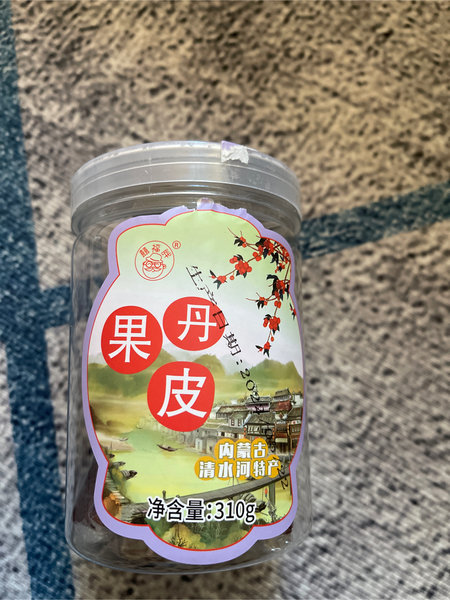 果丹皮
生产日期:202
内蒙古
清水河特产
净含量:310g